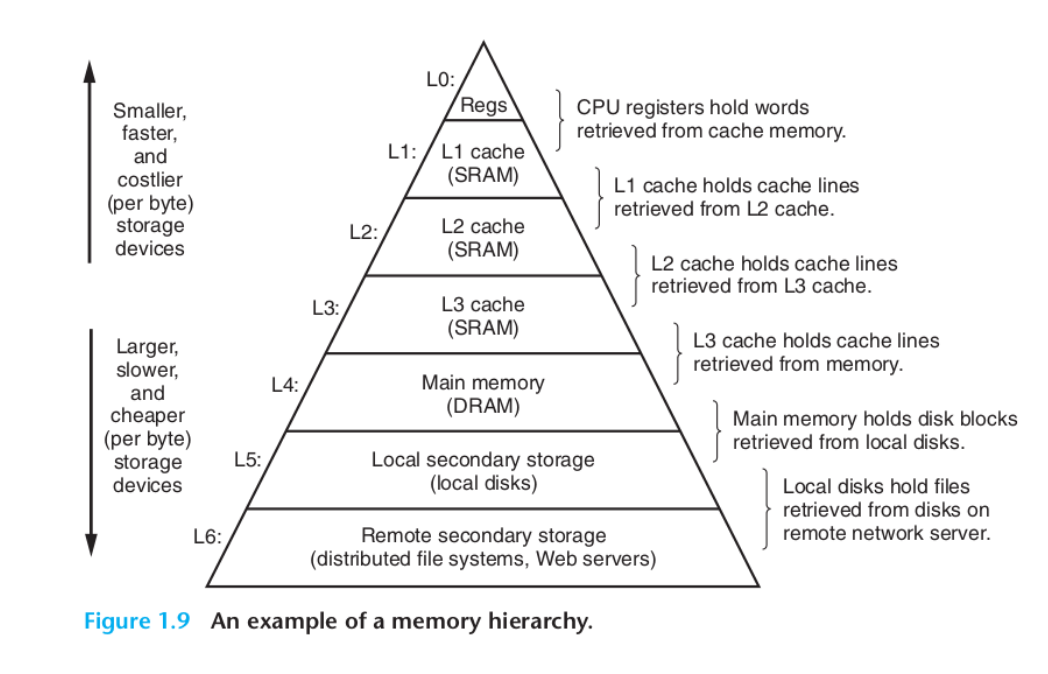 Smaller,
faster,
and
costlier
(per byte)
storage
devices
Larger,
slower,
and
cheaper
(per byte)
storage
devices
L0:
Regs
CPU registers hold words
retrieved from cache memory.
L1:
L1 cache
(SRAM)
L1 cache holds cache lines
retrieved from L2 cache.
L2:
L2 cache
(SRAM)
L2 cache holds cache lines
retrieved from L3 cache.
L3:
L3 cache
(SRAM)
L3 cache holds cache lines
retrieved from memory.
L4:
Main memory
(DRAM)
Main memory holds disk blocks
retrieved from local disks.
L5:
Local secondary storage
(local disks)
Local disks hold files
retrieved from disks on
remote network server.
L6:
Remote secondary storage
(distributed file systems, Web servers)
Figure 1.9 An example of a memory hierarchy.